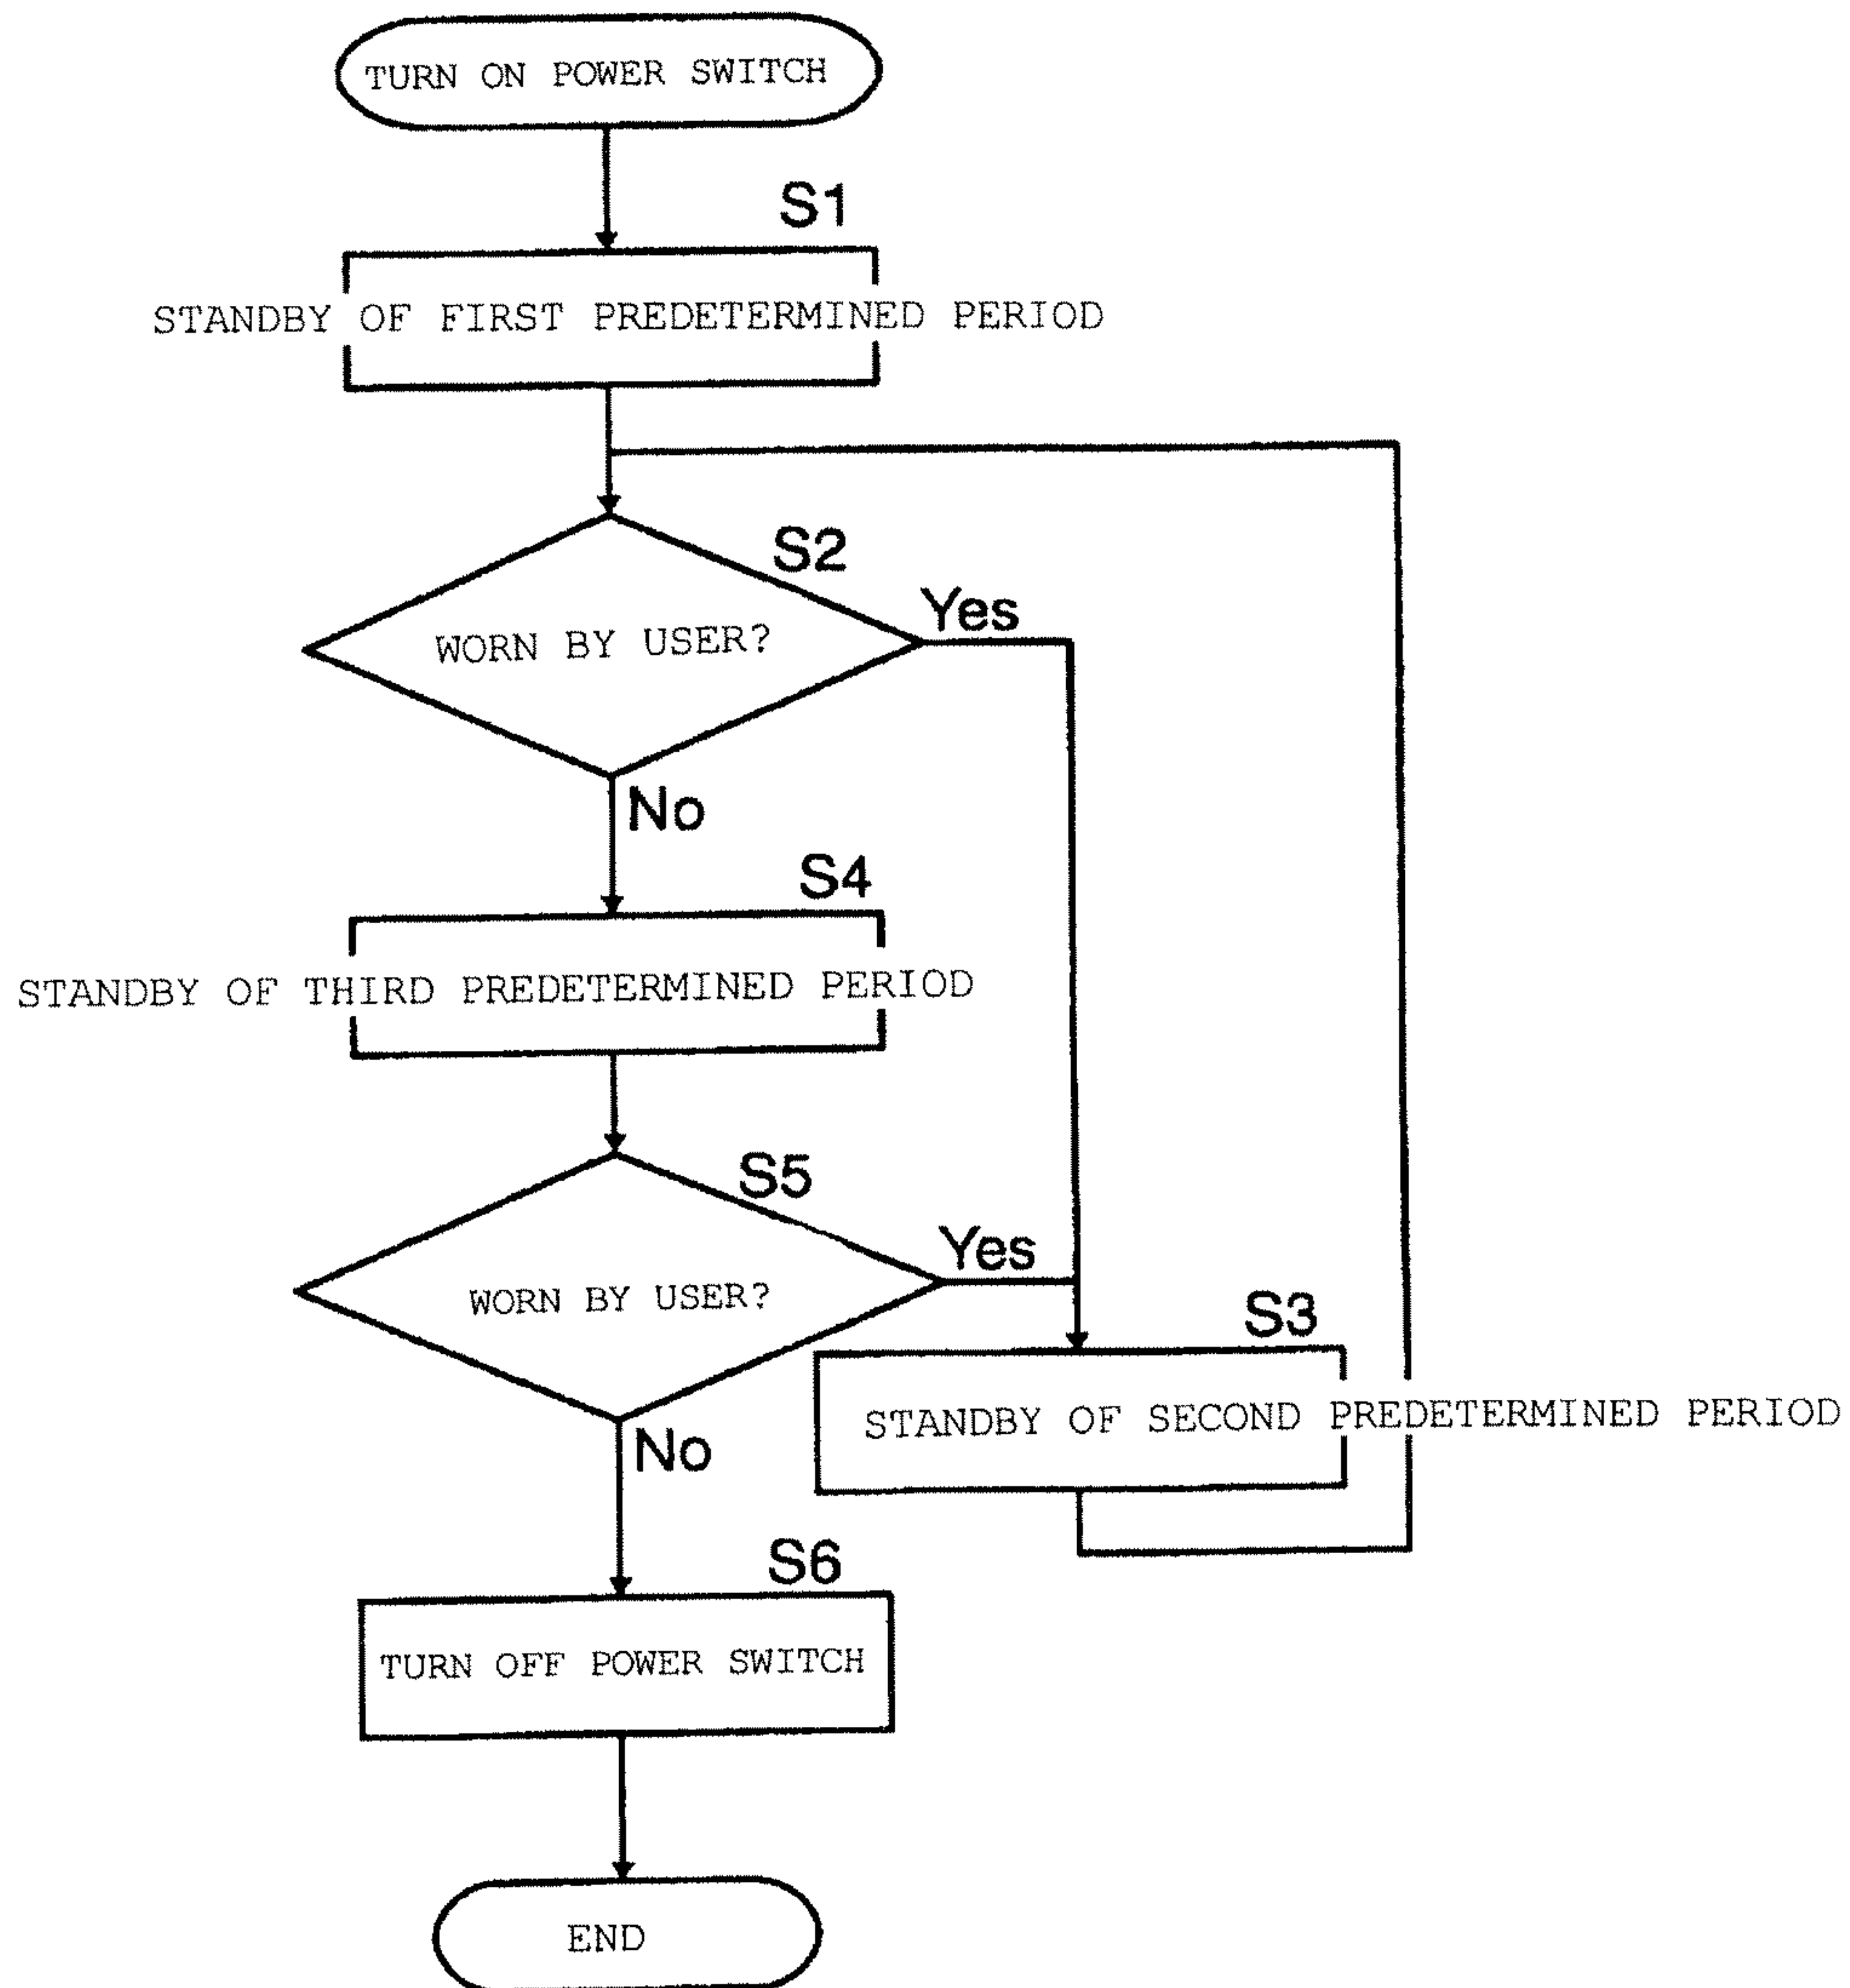 TURN ON POWER SWITCH
S1
STANDBY OF FIRST PREDETERMINED PERIOD
S2
Yes
WORN BY USER?
No
S4
STANDBY OF THIRD PREDETERMINED PERIOD
S5
Yes
WORN BY USER?
S3
STANDBY OF SECOND PREDETERMINED PERIOD
No
S6
TURN OFF POWER SWITCH
END